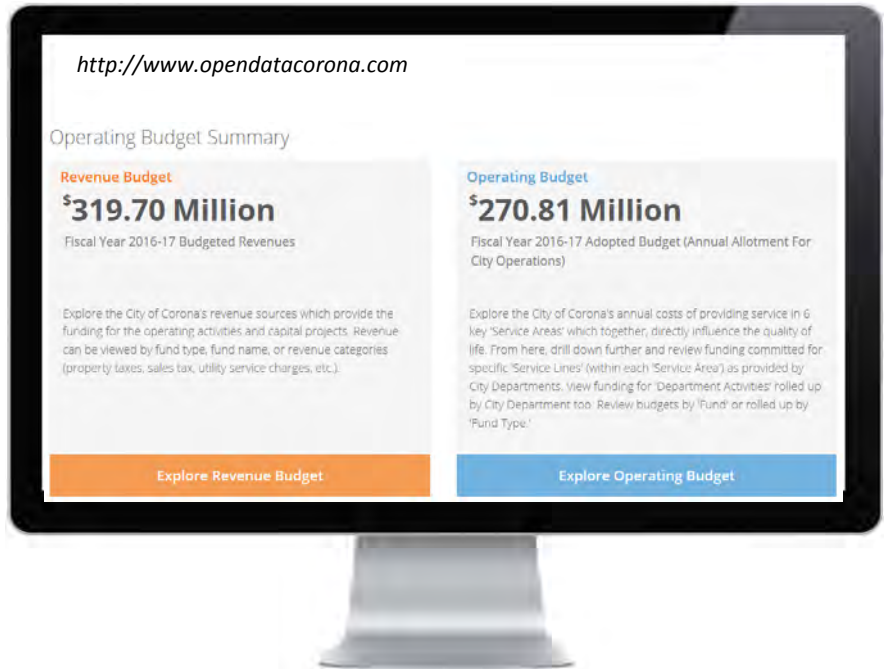 http://www.opendatacorona.com
Operating Budget Summary
Revenue Budget
$319.70 Million
Fiscal Year 2016-17 Budgeted Revenues
Explore the City of Corona's revenue sources which provide the
funding for the operating activities and capital projects. Revenue
can be viewed by fund type, fund name, or revenue categories
(property taxes, sales tax, utility service charges, etc.).
Explore Revenue Budget
Operating Budget
$270.81 Million
Fiscal Year 2016-17 Adopted Budget (Annual Allotment For
City Operations)
Explore the City of Corona's annual costs of providing service in 6
key 'Service Areas' which together, directly influence the quality of
life. From here, drill down further and review funding committed for
specific 'Service Lines' (within each 'Service Area') as provided by
City Departments. View funding for 'Department Activities' rolled up
by City Department too. Review budgets by 'Fund' or rolled up by
'Fund Type.'
Explore Operating Budget